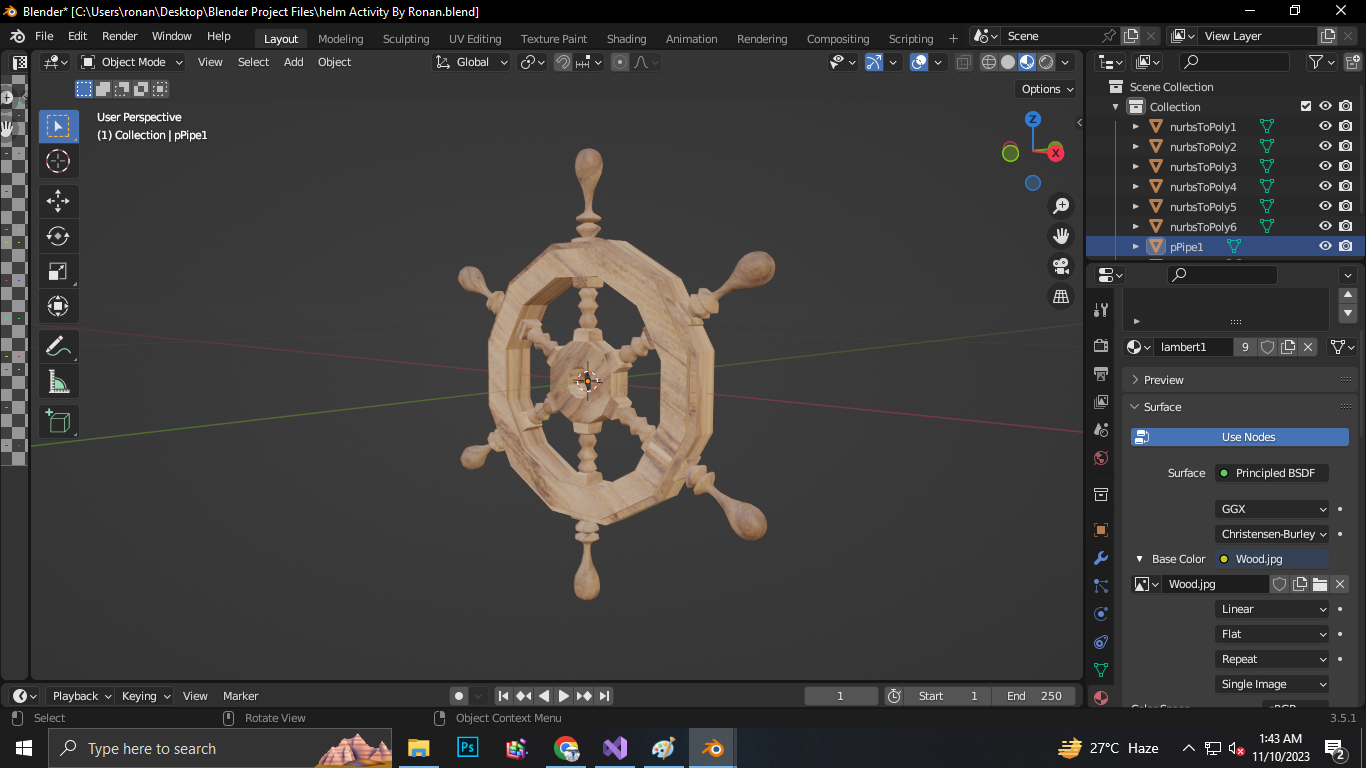 Blender* [C:\Users\ronan\Desktop\Blender Project Files\helm Activity By Ronan.blend]
File Edit Render Window Help Layout Modeling Sculpting UV Editing Texture Paint Shading Animation Rendering Compositing Scripting + Scene View Layer
Object Mode View Select Add Object Global
Options
User Perspective
(1) Collection | pPipe1
Z
X
Scene Collection
Collection
nurbsToPoly1
nurbsToPoly2
nurbsToPoly3
nurbsToPoly4
nurbsToPoly5
nurbsToPoly6
pPipe1
lambert1 9
Preview
Surface
Use Nodes
Surface Principled BSDF
GGX
Christensen-Burley
Base Color Wood.jpg
Wood.jpg
Linear
Flat
Repeat
Single Image
Playback Keying View Marker 1 Start 1 End 250
Select Rotate View Object Context Menu 3.5.1
Type here to search
Ps
27°C Haze
1:43 AM
11/10/2023
2